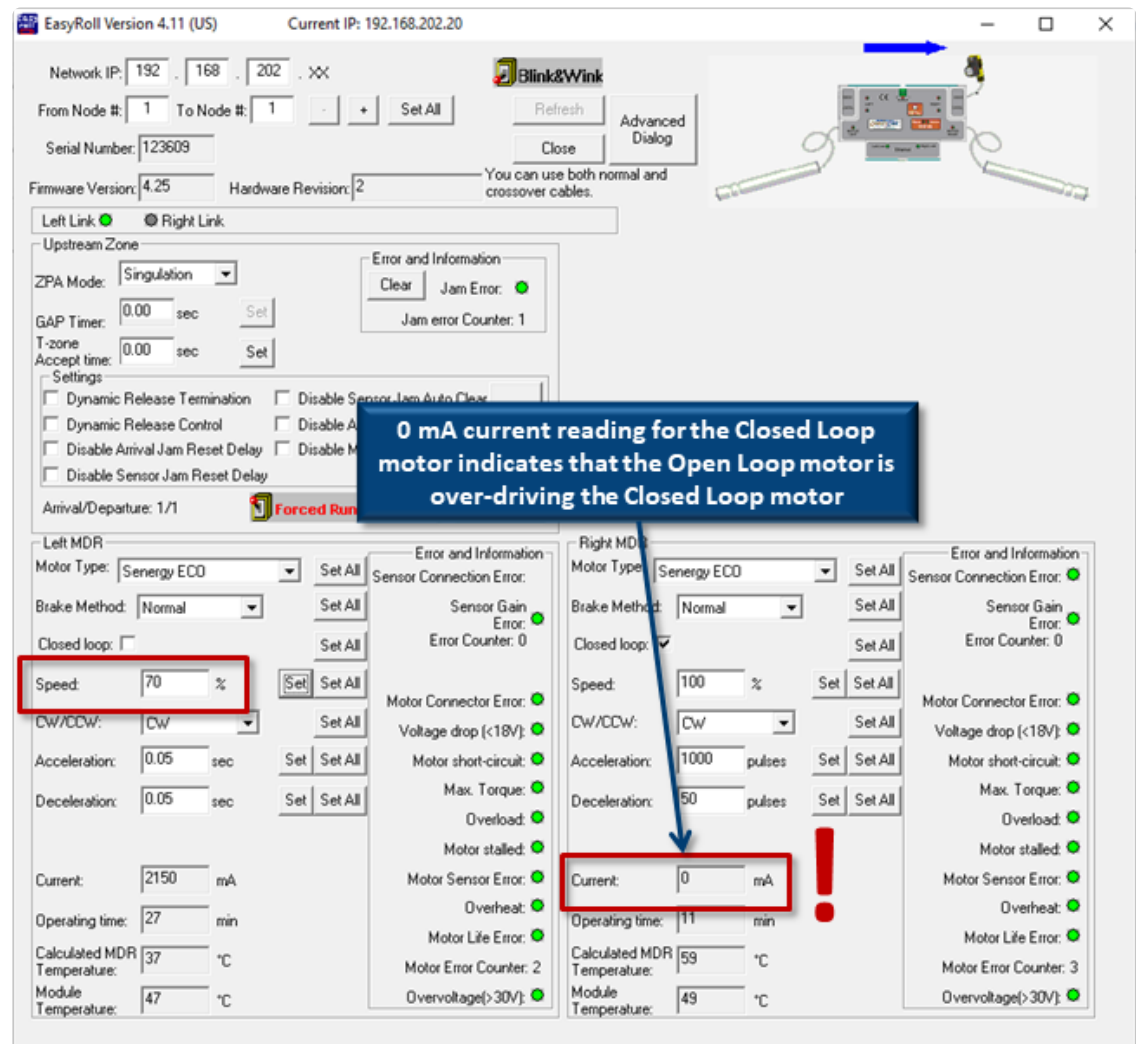 EasyRoll Version 4.11 (US) Current IP: 192.168.202.20
Network IP: 192 . 168 . 202 . XX
Blink&Wink
From Node #: 1 To Node #: 1 - + Set All
Refresh
Advanced
Dialog
Serial Number: 123609
Close
Firmware Version: 4.25 Hardware Revision: 2
You can use both normal and
crossover cables.
Left Link Right Link
Upstream Zone
ZPA Mode: Singulation
GAP Timer: 0.00 sec Set
T-zone
Accept time: 0.00 sec Set
Error and Information
Clear Jam Error:
Jam error Counter: 1
Settings
Dynamic Release Termination Disable Sensor Jam Auto Clear
Dynamic Release Control Disable A
Disable Arrival Jam Reset Delay Disable M
Disable Sensor Jam Reset Delay
Arrival/Departure: 1/1 Forced Run
0 mA current reading for the Closed Loop
motor indicates that the Open Loop motor is
over-driving the Closed Loop motor
Left MDR
Motor Type: Senergy ECO Set All
Brake Method: Normal Set All
Closed loop: Set All
Speed: 70 % Set Set All
CW/CCW: CW Set All
Acceleration: 0.05 sec Set Set All
Deceleration: 0.05 sec Set Set All
Current: 2150 mA
Operating time: 27 min
Calculated MDR
Temperature: 37 °C
Module
Temperature: 47 °C
Error and Information
Sensor Connection Error:
Sensor Gain
Error:
Error Counter: 0
Motor Connector Error:
Voltage drop (<18V):
Motor short-circuit:
Max. Torque:
Overload:
Motor stalled:
Motor Sensor Error:
Overheat:
Motor Life Error:
Motor Error Counter: 2
Overvoltage(>30V):
Right MDR
Motor Type: Senergy ECO Set All
Brake Method: Normal Set All
Closed loop: Set All
Speed: 100 % Set Set All
CW/CCW: CW Set All
Acceleration: 1000 pulses Set Set All
Deceleration: 50 pulses Set Set All
Current: 0 mA
!
Operating time: 11 min
Calculated MDR
Temperature: 59 °C
Module
Temperature: 49 °C
Error and Information
Sensor Connection Error:
Sensor Gain
Error:
Error Counter: 0
Motor Connector Error:
Voltage drop (<18V):
Motor short-circuit:
Max. Torque:
Overload:
Motor stalled:
Motor Sensor Error:
Overheat:
Motor Life Error:
Motor Error Counter: 3
Overvoltage(>30V):